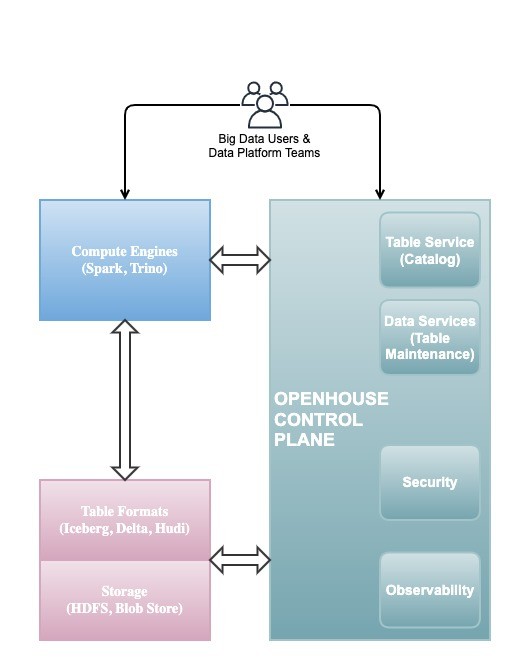 Big Data Users &
Data Platform Teams
Compute Engines
(Spark, Trino)
Table Service
(Catalog)
Data Services
(Table
Maintenance)
OPENHOUSE
CONTROL
PLANE
Security
Table Formats
(Iceberg, Delta, Hudi)
Storage
(HDFS, Blob Store)
Observability